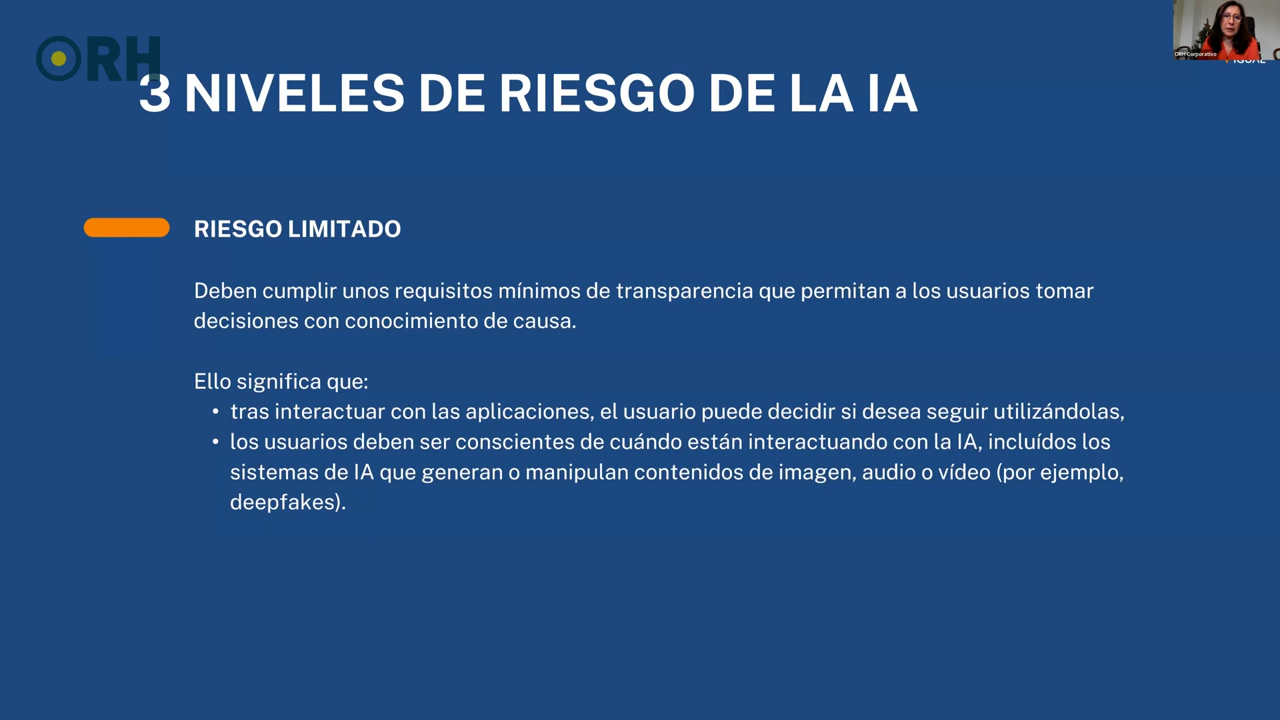 ORH
3 NIVELES DE RIESGO DE LA IA
ORH Corporativo
RIESGO LIMITADO
Deben cumplir unos requisitos mínimos de transparencia que permitan a los usuarios tomar
decisiones con conocimiento de causa.
Ello significa que:
• tras interactuar con las aplicaciones, el usuario puede decidir si desea seguir utilizándolas,
• los usuarios deben ser conscientes de cuándo están interactuando con la IA, incluídos los
sistemas de IA que generan o manipulan contenidos de imagen, audio o vídeo (por ejemplo,
deepfakes).